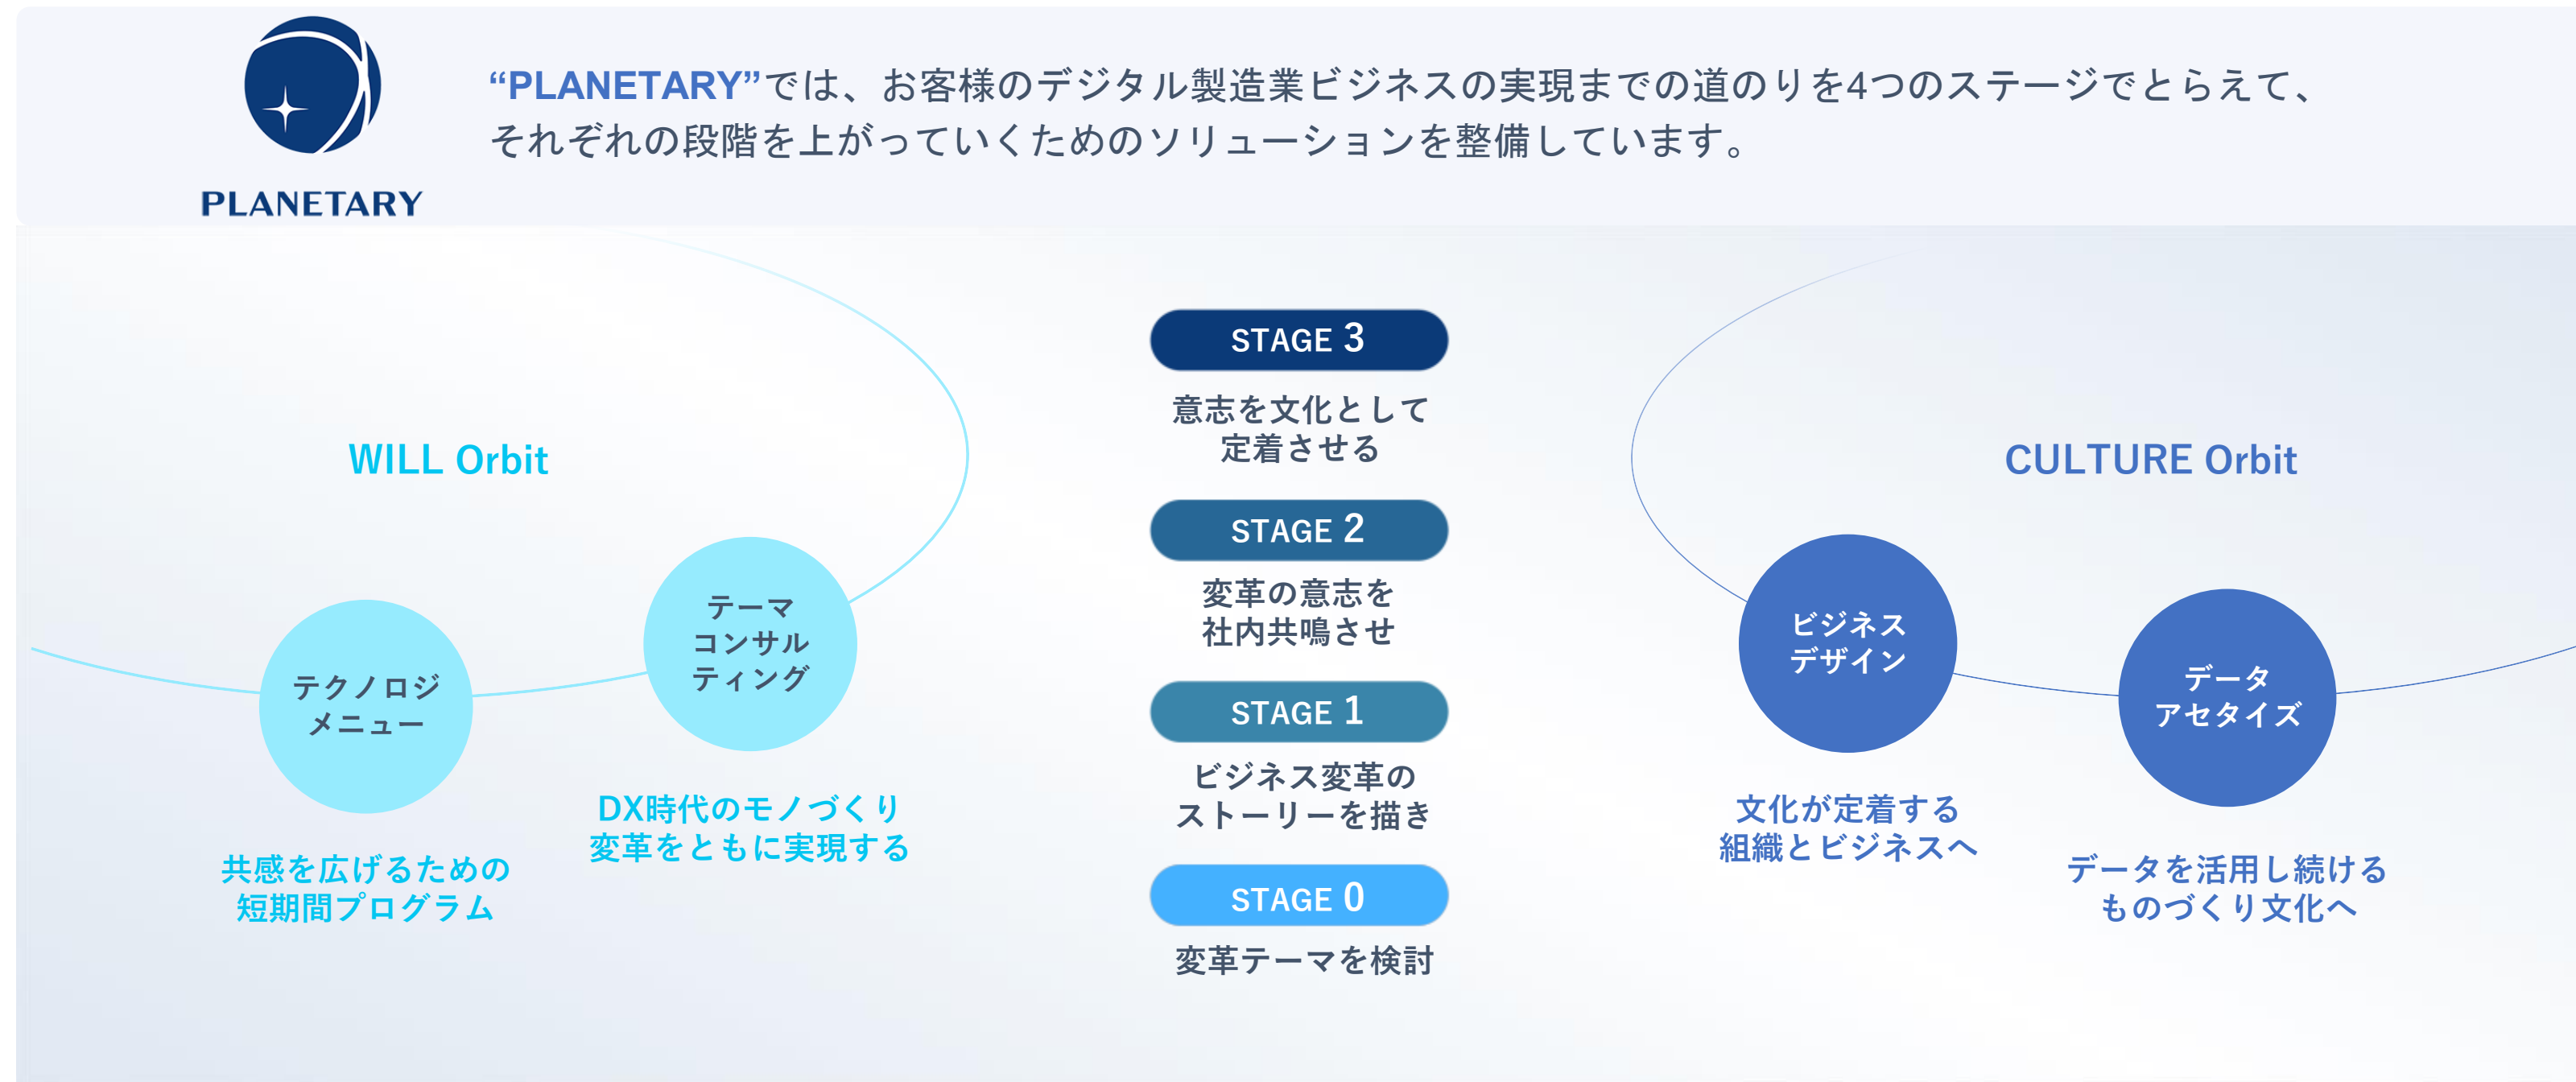 PLANETARY
“PLANETARY”では、お客様のデジタル製造業ビジネスの実現までの道のりを4つのステージでとらえて、
それぞれの段階を上がっていくためのソリューションを整備しています。
WILL Orbit
テクノロジ
メニュー
共感を広げるための
短期間プログラム
テーマ
コンサル
ティング
DX時代のモノづくり
変革をともに実現する
STAGE 3
意志を文化として
定着させる
STAGE 2
変革の意志を
社内共鳴させ
STAGE 1
ビジネス変革の
ストーリーを描き
STAGE 0
変革テーマを検討
CULTURE Orbit
ビジネス
デザイン
文化が定着する
組織とビジネスへ
データ
アセタイズ
データを活用し続ける
ものづくり文化へ